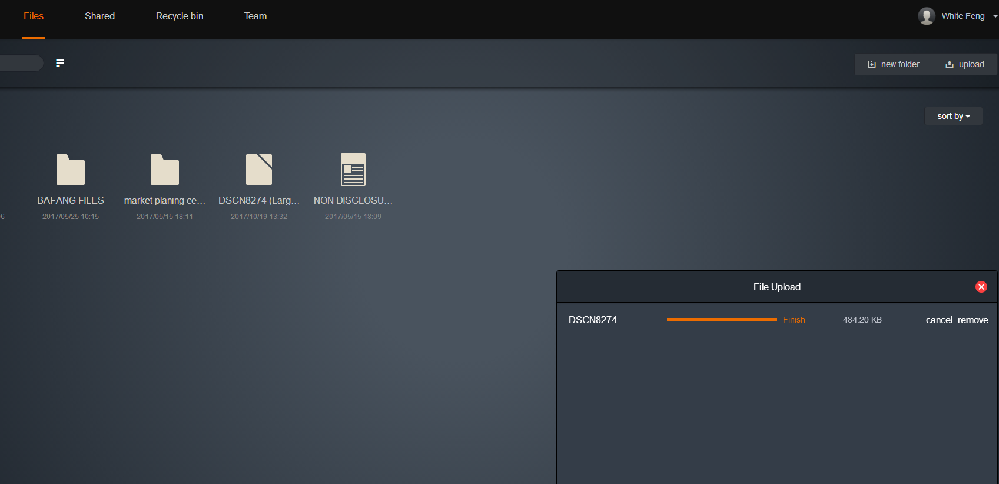 Files Shared Recycle bin Team White Feng
new folder upload
sort by
BAFANG FILES market planing ce... DSCN8274 (Larg... NON DISCLOSU...
6 2017/05/25 10:15 2017/05/15 18:11 2017/10/19 13:32 2017/05/15 18:09
File Upload
DSCN8274 Finish 484.20 KB cancel remove